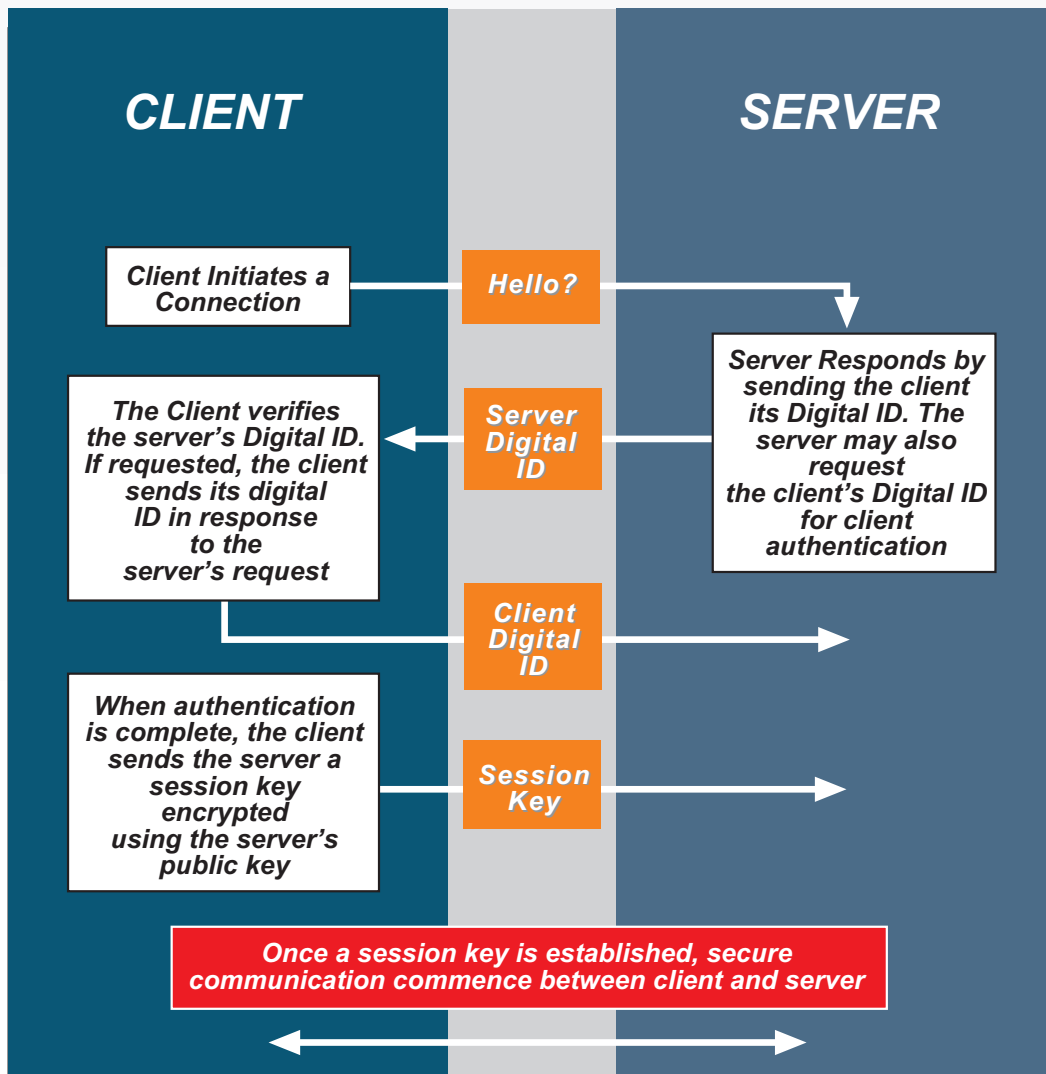 CLIENT
SERVER
Client Initiates a
Connection
Hello?
Server Responds by
sending the client
its Digital ID. The
server may also
request
the client's Digital ID
for client
authentication
Server
Digital
ID
The Client verifies
the server's Digital ID.
If requested, the client
sends its digital
ID in response
to the
server's request
Client
Digital
ID
When authentication
is complete, the client
sends the server a
session key
encrypted
using the server's
public key
Session
Key
Once a session key is established, secure
communication commence between client and server